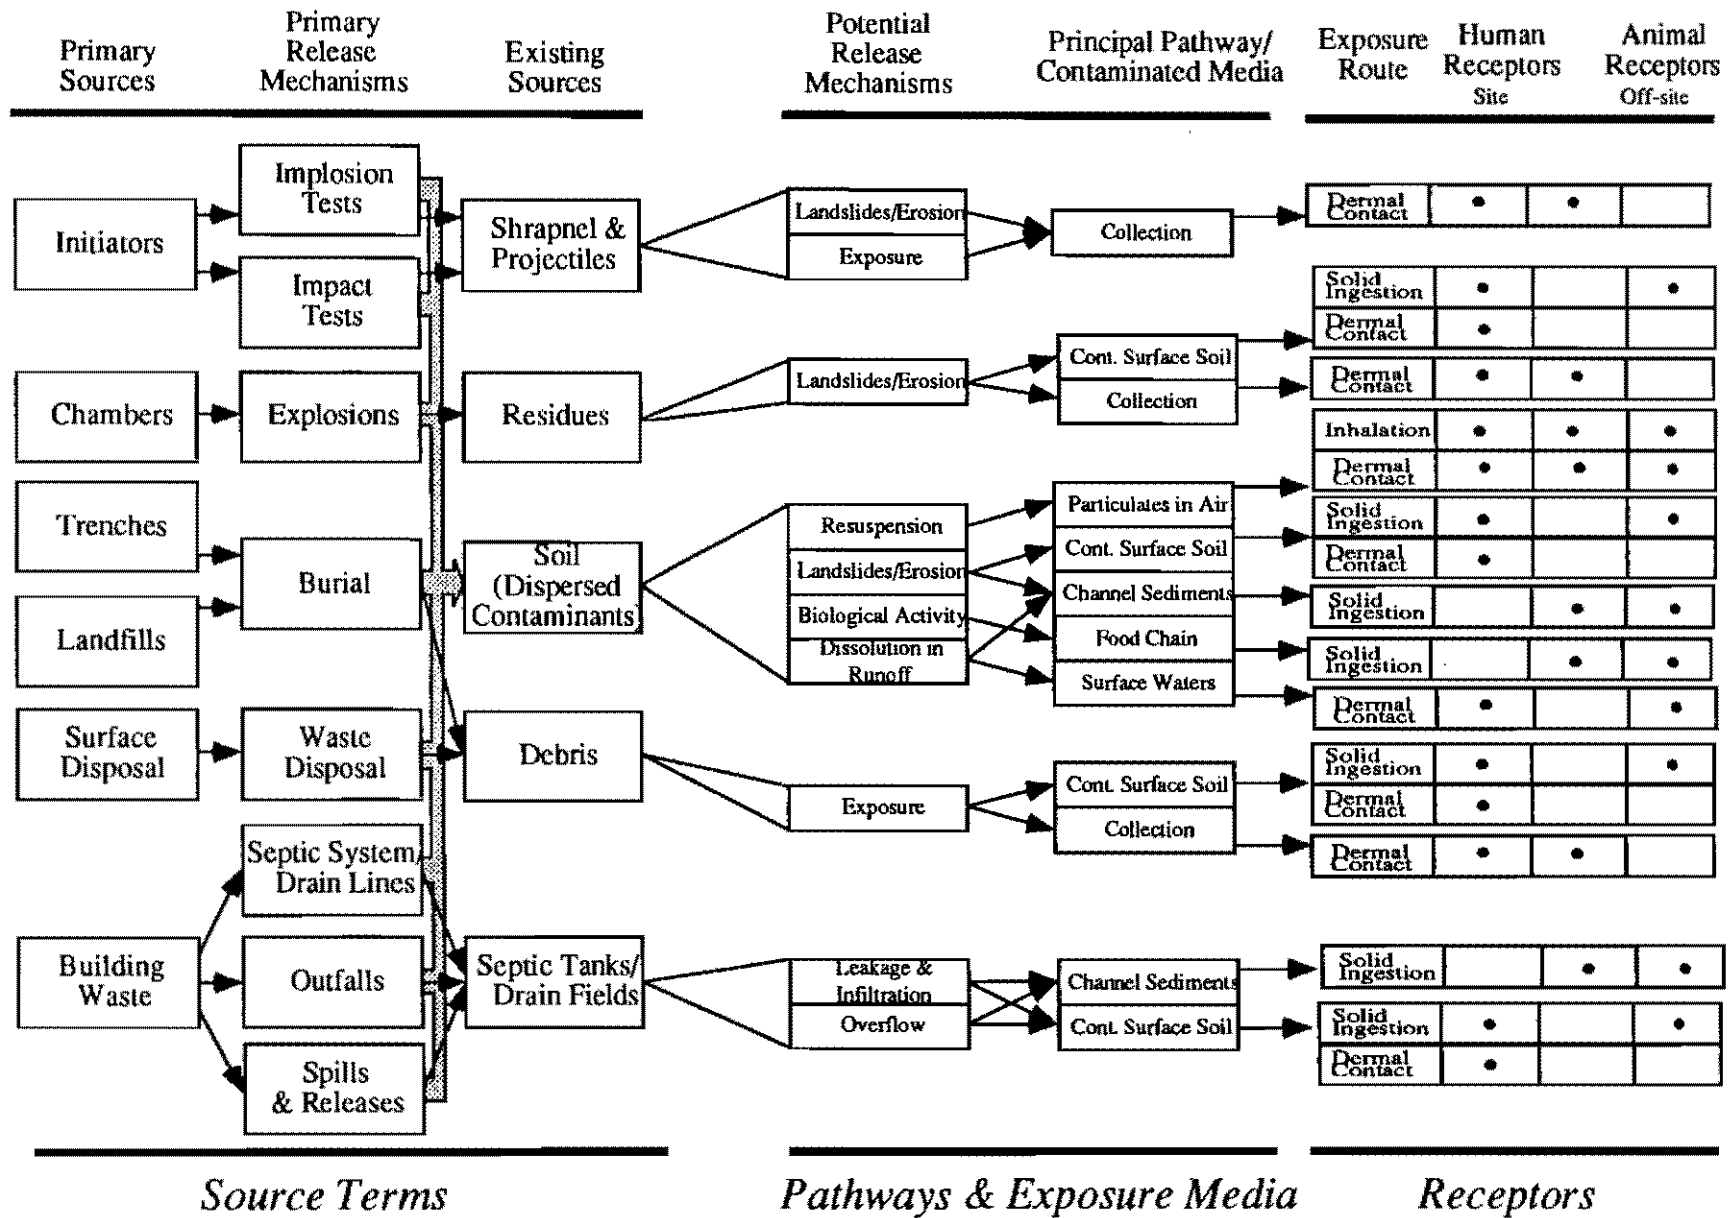 Primary
Sources
Primary
Release
Mechanisms
Existing
Sources
Potential
Release
Mechanisms
Principal Pathway/
Contaminated Media
Exposure
Route
Human
Receptors
Site
Animal
Receptors
Off-site
Initiators
Chambers
Trenches
Landfills
Surface
Disposal
Building
Waste
Implosion
Tests
Impact
Tests
Explosions
Burial
Waste
Disposal
Septic System/
Drain Lines
Outfalls
Spills
& Releases
Shrapnel &
Projectiles
Residues
Soil
(Dispersed
Contaminants)
Debris
Septic Tanks/
Drain Fields
Landslides/Erosion
Exposure
Landslides/Erosion
Resuspension
Landslides/Erosion
Biological Activity
Dissolution in
Runoff
Exposure
Leakage &
Infiltration
Overflow
Collection
Cont. Surface Soil
Collection
Particulates in Air
Cont. Surface Soil
Channel Sediments
Food Chain
Surface Waters
Cont. Surface Soil
Collection
Channel Sediments
Cont. Surface Soil
Dermal
Contact
Solid
Ingestion
Dermal
Contact
Dermal
Contact
Inhalation
Dermal
Contact
Solid
Ingestion
Dermal
Contact
Solid
Ingestion
Solid
Ingestion
Dermal
Contact
Solid
Ingestion
Dermal
Contact
Dermal
Contact
Solid
Ingestion
Solid
Ingestion
Dermal
Contact
Source Terms
Pathways & Exposure Media
Receptors